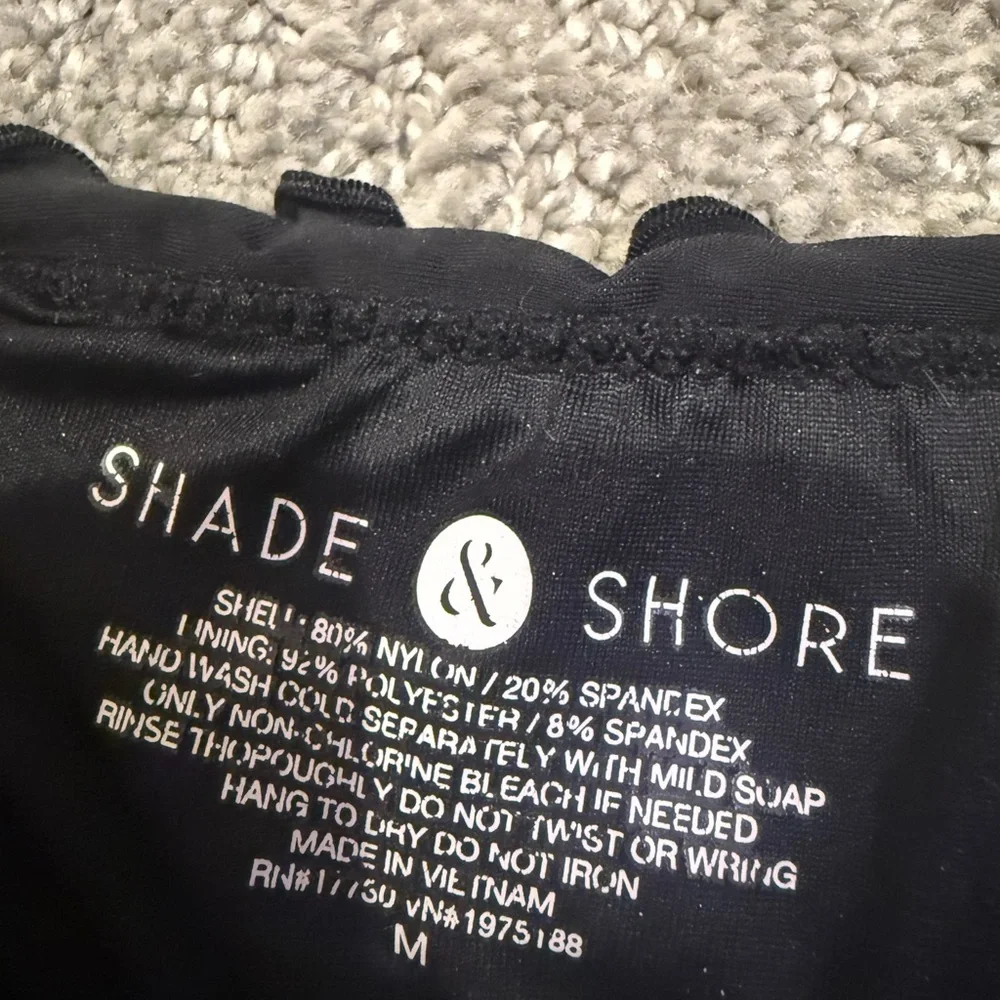 SHADE & SHORE
SHELL: 80% NYLON / 20% SPANDEX
LINING: 92% POLYESTER / 8% SPANDEX
HAND WASH COLD SEPARATELY WITH MILD SOAP
ONLY NON-CHLORINE BLEACH IF NEEDED
RINSE THOROUGHLY DO NOT TWIST OR WRING
HANG TO DRY DO NOT IRON
MADE IN VIETNAM
RN#17730 VN#1975188
M